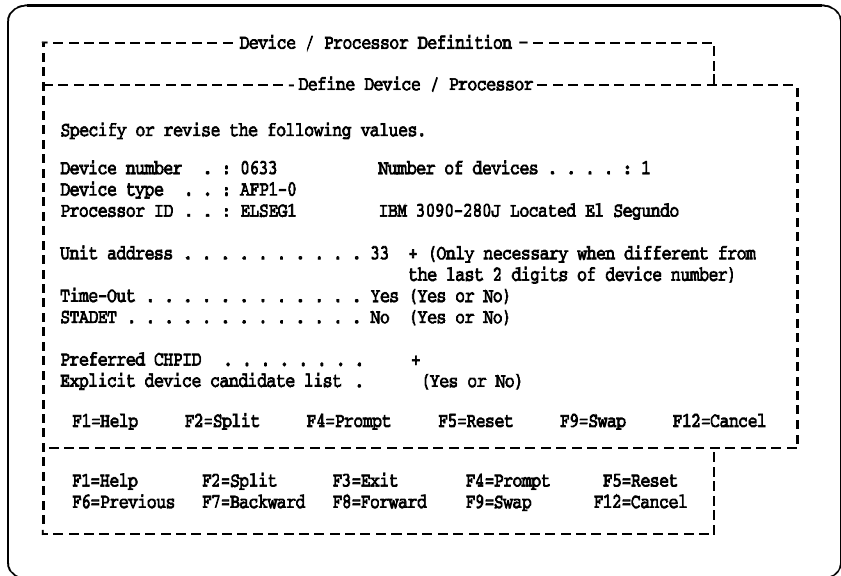 Device / Processor Definition
Define Device / Processor
Specify or revise the following values.
Device number . : 0633 Number of devices . . . . : 1
Device type . . : AFP1-0
Processor ID . . : ELSEG1 IBM 3090-280J Located El Segundo
Unit address . . . . . . . . . . 33 + (Only necessary when different from
the last 2 digits of device number)
Time-Out . . . . . . . . . . . . Yes (Yes or No)
STADET . . . . . . . . . . . . . No (Yes or No)
Preferred CHPID . . . . . . . . +
Explicit device candidate list . (Yes or No)
F1=Help F2=Split F4=Prompt F5=Reset F9=Swap F12=Cancel
F1=Help F2=Split F3=Exit F4=Prompt F5=Reset
F6=Previous F7=Backward F8=Forward F9=Swap F12=Cancel